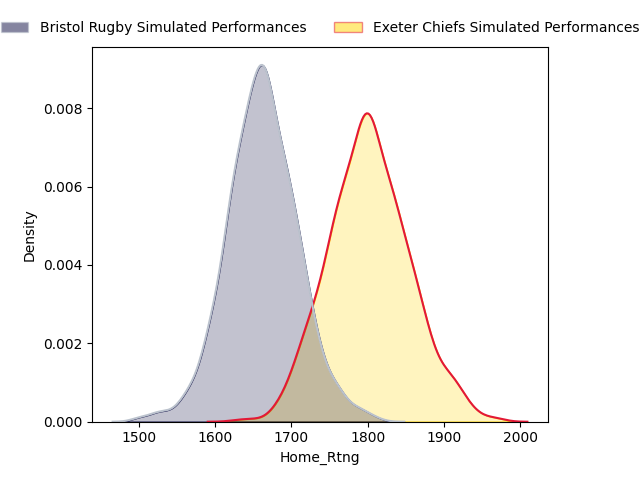 Bristol Rugby Simulated Performances Exeter Chiefs Simulated Performances
0.008
0.006
0.004
0.002
0.000
Density
1500 1600 1700 1800 1900 2000
Home_Rtng